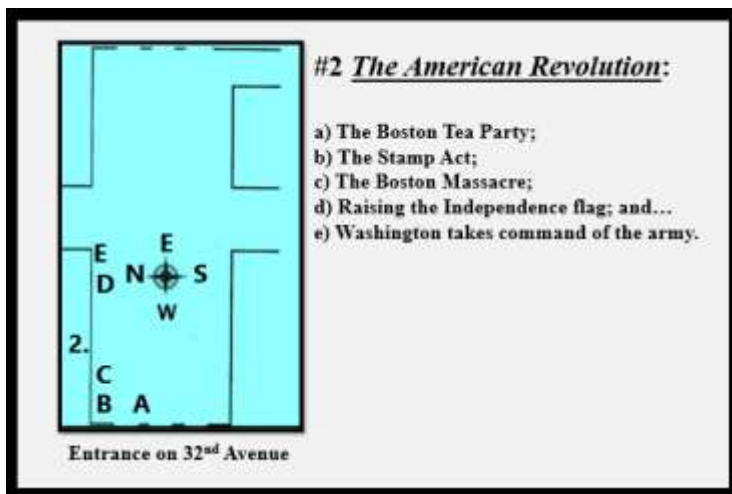 #2 The American Revolution:
a) The Boston Tea Party;
b) The Stamp Act;
c) The Boston Massacre;
d) Raising the Independence flag; and...
e) Washington takes command of the army.
E
E
D
N
S
W
2.
C
B
A
Entrance on 32nd Avenue